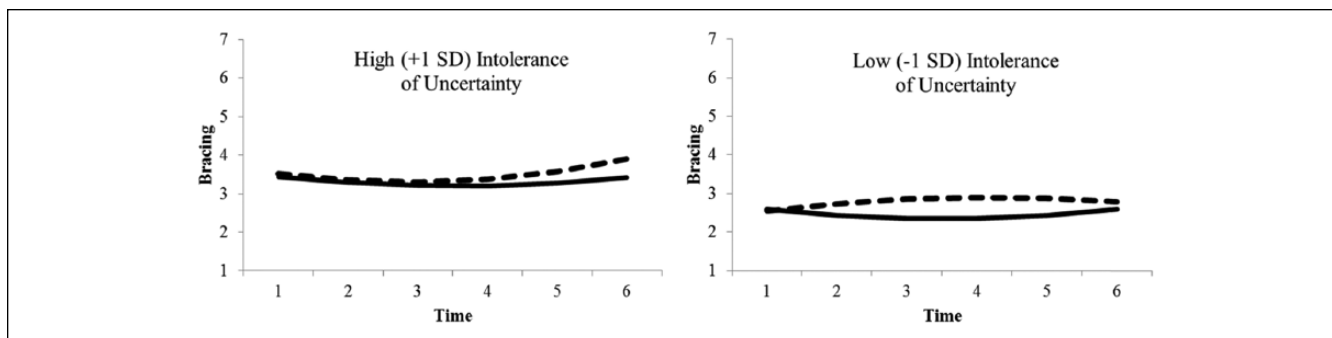 High (+1 SD) Intolerance
of Uncertainty
Bracing
7
6
5
4
3
2
1
1 2 3 4 5 6
Time
Low (-1 SD) Intolerance
of Uncertainty
Bracing
7
6
5
4
3
2
1
1 2 3 4 5 6
Time